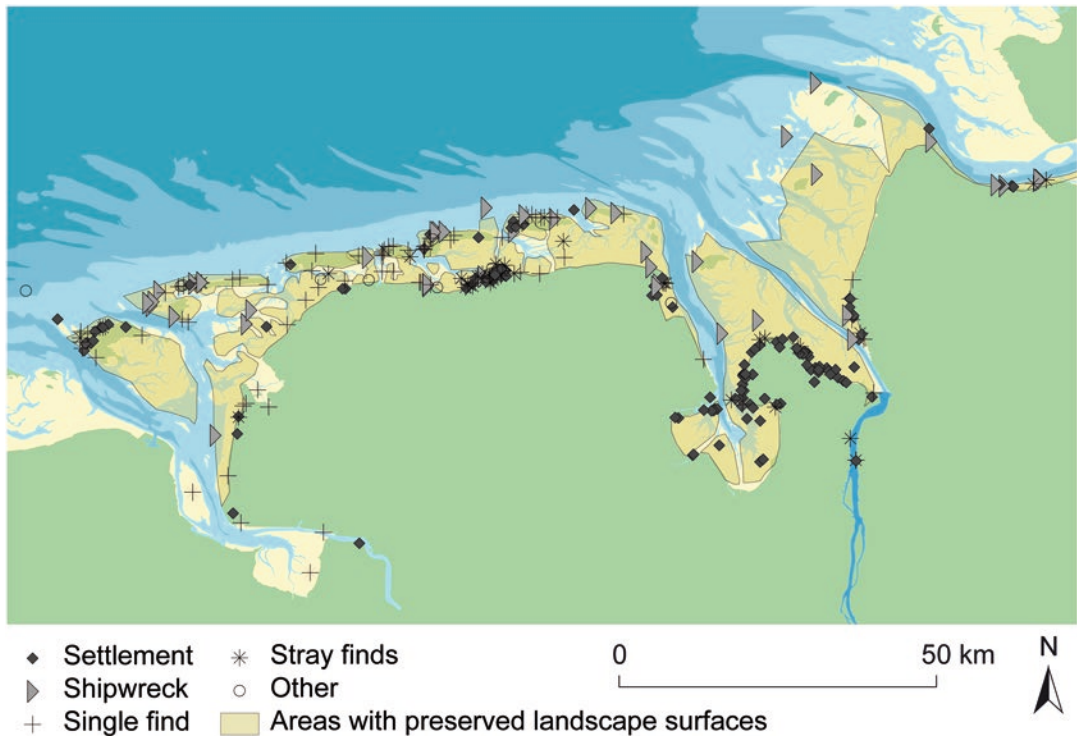 Settlement
Shipwreck
Single find
Stray finds
Other
Areas with preserved landscape surfaces
0 50 km
N